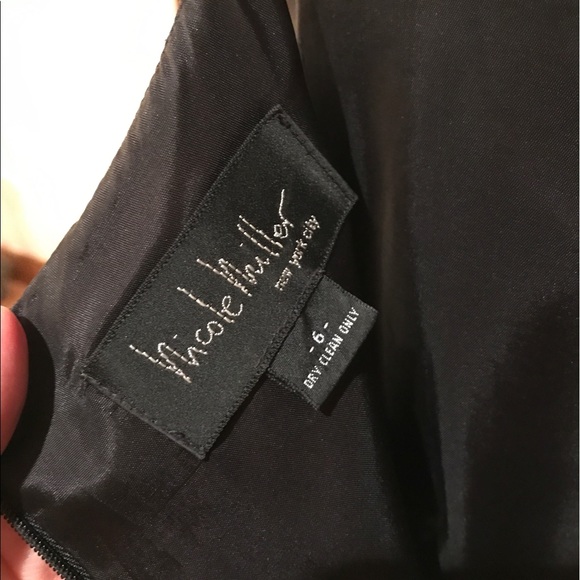 Nicole Miller
new york city
-6-
DRY CLEAN ONLY